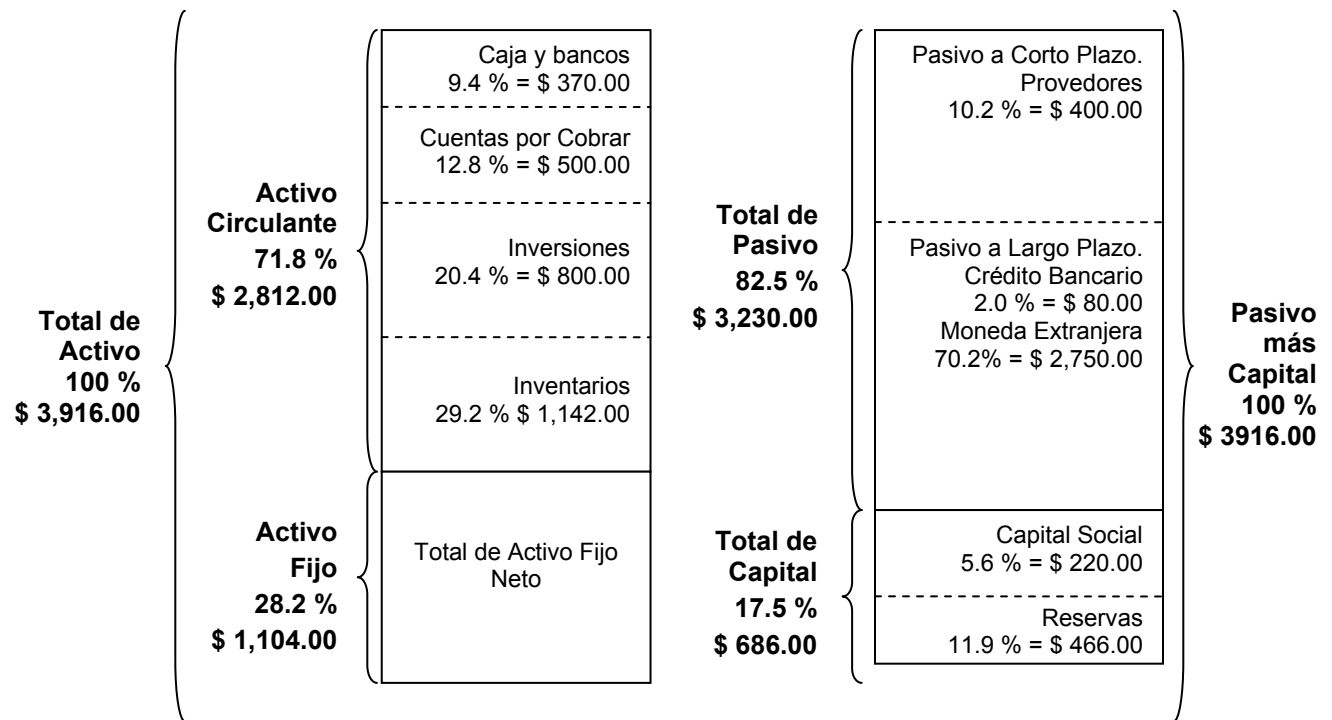 Total de
Activo
100 %
$ 3,916.00
Activo
Circulante
71.8 %
$ 2,812.00
Caja y bancos
9.4 % = $ 370.00
Cuentas por Cobrar
12.8 % = $ 500.00
Inversiones
20.4 % = $ 800.00
Inventarios
29.2 % $ 1,142.00
Activo
Fijo
28.2 %
$ 1,104.00
Total de Activo Fijo
Neto
Total de
Pasivo
82.5 %
$ 3,230.00
Pasivo a Corto Plazo.
Provedores
10.2 % = $ 400.00
Pasivo a Largo Plazo.
Crédito Bancario
2.0 % = $ 80.00
Moneda Extranjera
70.2% = $ 2,750.00
Total de
Capital
17.5 %
$ 686.00
Capital Social
5.6 % = $ 220.00
Reservas
11.9 % = $ 466.00
Pasivo
más
Capital
100 %
$ 3916.00